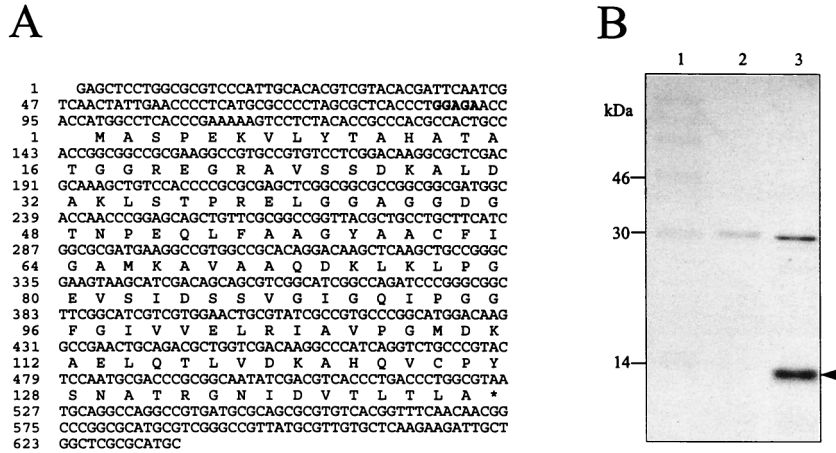 A
1 GAGCTCCTGGCGCGTCCCATTGCACACGTCGTACACGATTCAATCG
47 TCAACTATTGAACCCCTCATGCGCCCCTAGCGCTCACCCTGGAGAACC
95 ACCATGGCCTCACCCGAAAAAGTCCTCTACACCGCCCACGCCACTGCC
1 M A S P E K V L Y T A H A T A
143 ACCGGCGGCCGCGAAGGCCGTGCCGTGTCCTCGGACAAGGCGCTCGAC
16 T G G R E G R A V S S D K A L D
191 GCAAAGCTGTCCACCCCGCGCGAGCTCGGCGGCGCCGGCGGCGATGGC
32 A K L S T P R E L G G A G G D G
239 ACCAACCCGGAGCAGCTGTTCGCGGCCGGTTACGCTGCCTGCTTCATC
48 T N P E Q L F A A G Y A A C F I
287 GGCGCGATGAAGGCCGTGGCCGCACAGGACAAGCTCAAGCTGCCGGGC
64 G A M K A V A A Q D K L K L P G
335 GAAGTAAGCATCGACAGCAGCGTCGGCATCGGCCAGATCCCGGGCGGC
80 E V S I D S S V G I G Q I P G G
383 TTCGGCATCGTCGTGGAACTGCGTATCGCCGTGCCCGGCATGGACAAG
96 F G I V V E L R I A V P G M D K
431 GCCGAACTGCAGACGCTGGTCGACAAGGCCCATCAGGTCTGCCCGTAC
112 A E L Q T L V D K A H Q V C P Y
479 TCCAATGCGACCCGCGGCAATATCGACGTCACCCTGACCCTGGCGTAA
128 S N A T R G N I D V T L T L A *
527 TGCAGGCCAGGCCGTGATGCGCAGCGCGTGTCACGGTTTCAACAACGG
575 CCCGGCGCATGCGTCGGGCCGTTATGCGTTGTGCTCAAGAAGATTGCT
623 GGCTCGCGCATGC
B
1 2 3
kDa
46
30
14